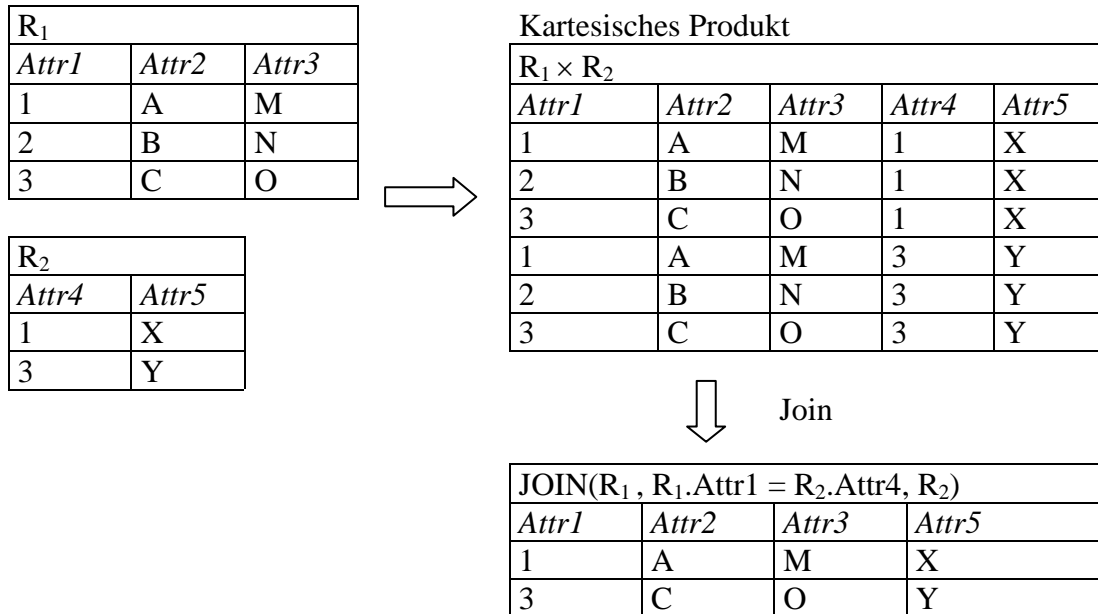 R₁
Attr1 Attr2 Attr3
1 A M
2 B N
3 C O
R₂
Attr4 Attr5
1 X
3 Y
Kartesisches Produkt
R₁ × R₂
Attr1 Attr2 Attr3 Attr4 Attr5
1 A M 1 X
2 B N 1 X
3 C O 1 X
1 A M 3 Y
2 B N 3 Y
3 C O 3 Y
Join
JOIN(R₁ , R₁.Attr1 = R₂.Attr4, R₂)
Attr1 Attr2 Attr3 Attr5
1 A M X
3 C O Y